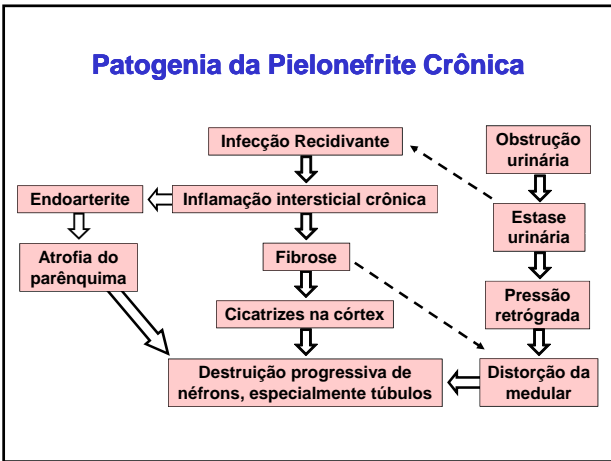 Patogenia da Pielonefrite Crônica
Infecção Recidivante
Obstrução
urinária
Endoarterite
Inflamação intersticial crônica
Estase
urinária
Atrofia do
parênquima
Fibrose
Cicatrizes na córtex
Pressão
retrógrada
Destruição progressiva de
néfrons, especialmente túbulos
Distorção da
medular